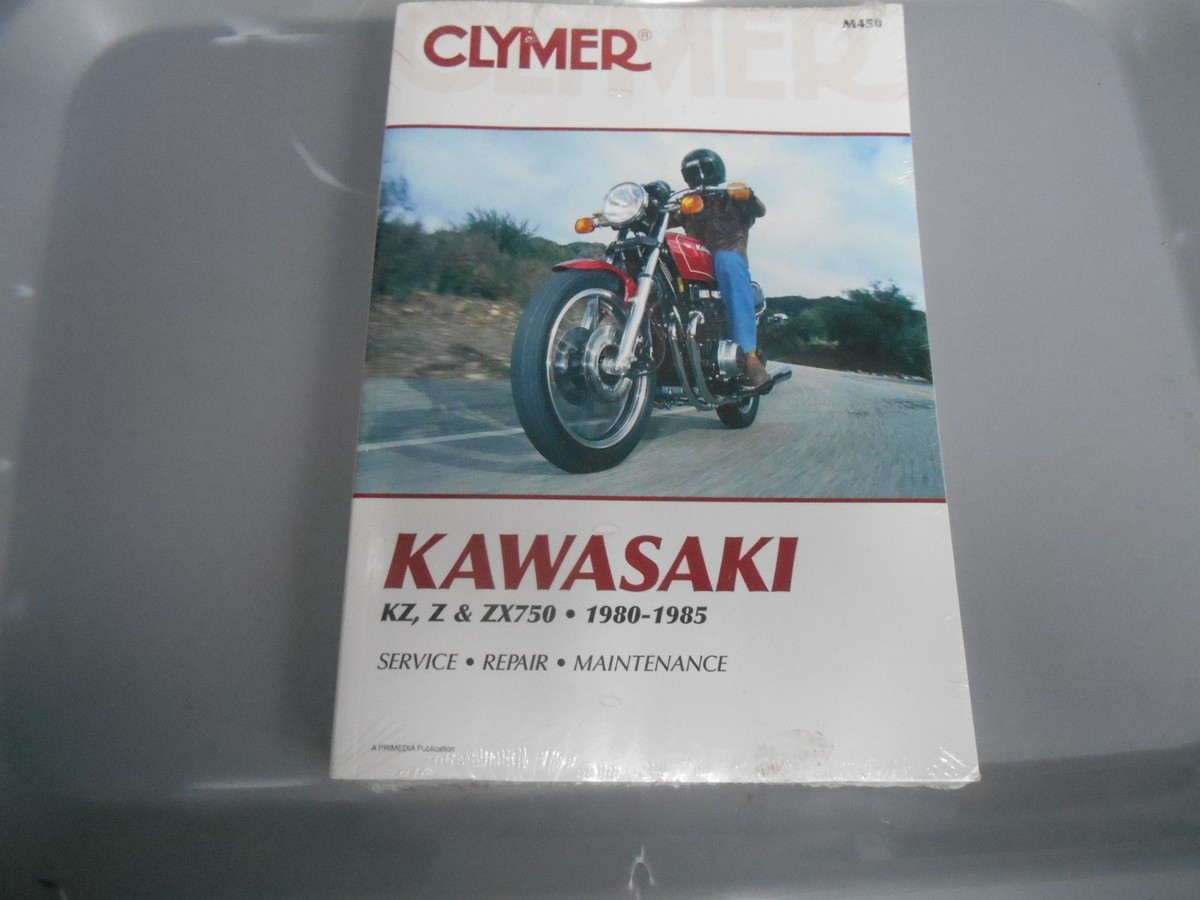 CLYMER®
M450
KAWASAKI
KZ, Z & ZX750 • 1980-1985
SERVICE • REPAIR • MAINTENANCE
A PRIMEDIA Publication